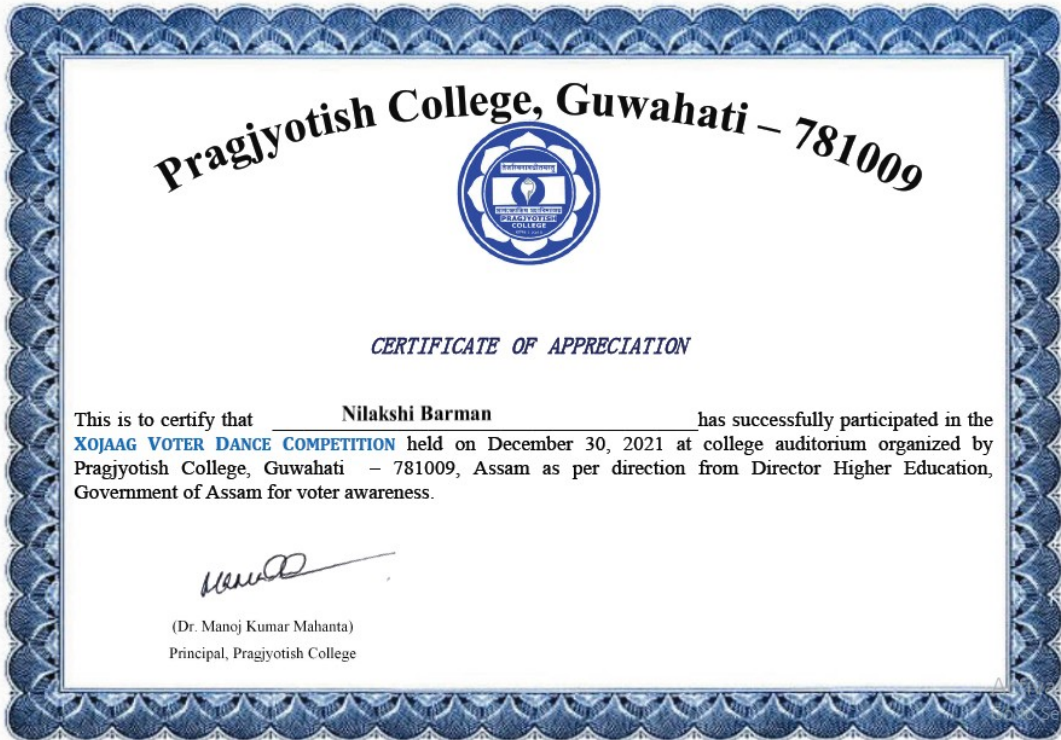 Pragjyotish College, Guwahati – 781009
PRAGJYOTISH
COLLEGE
CERTIFICATE OF APPRECIATION
This is to certify that Nilakshi Barman has successfully participated in the
XOJAAG VOTER DANCE COMPETITION held on December 30, 2021 at college auditorium organized by
Pragjyotish College, Guwahati – 781009, Assam as per direction from Director Higher Education,
Government of Assam for voter awareness.
(Dr. Manoj Kumar Mahanta)
Principal, Pragjyotish College